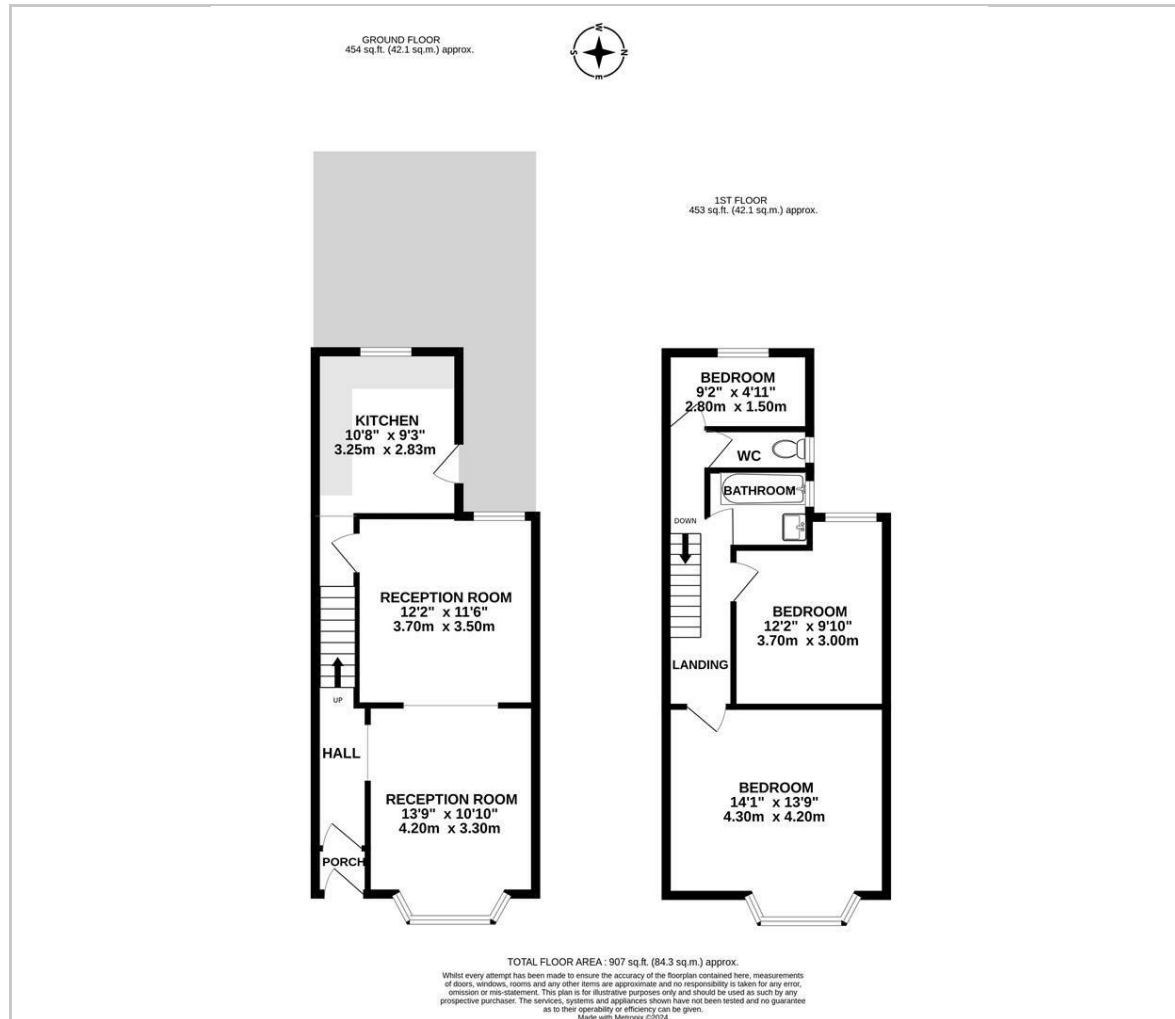 GROUND FLOOR
454 sq.ft. (42.1 sq.m.) approx.
W
N
E
S
1ST FLOOR
453 sq.ft. (42.1 sq.m.) approx.
KITCHEN
10'8" x 9'3"
3.25m x 2.83m
RECEPTION ROOM
12'2" x 11'6"
3.70m x 3.50m
UP
HALL
RECEPTION ROOM
13'9" x 10'10"
4.20m x 3.30m
PORCH
BEDROOM
9'2" x 4'11"
2.80m x 1.50m
WC
BATHROOM
DOWN
BEDROOM
12'2" x 9'10"
3.70m x 3.00m
LANDING
BEDROOM
14'1" x 13'9"
4.30m x 4.20m
TOTAL FLOOR AREA : 907 sq.ft. (84.3 sq.m.) approx.
Whilst every attempt has been made to ensure the accuracy of the floorplan contained here, measurements
of doors, windows, rooms and any other items are approximate and no responsibility is taken for any error,
omission or mis-statement. This plan is for illustrative purposes only and should be used as such by any
prospective purchaser. The services, systems and appliances shown have not been tested and no guarantee
as to their operability or efficiency can be given.
Made with Metropix ©2024